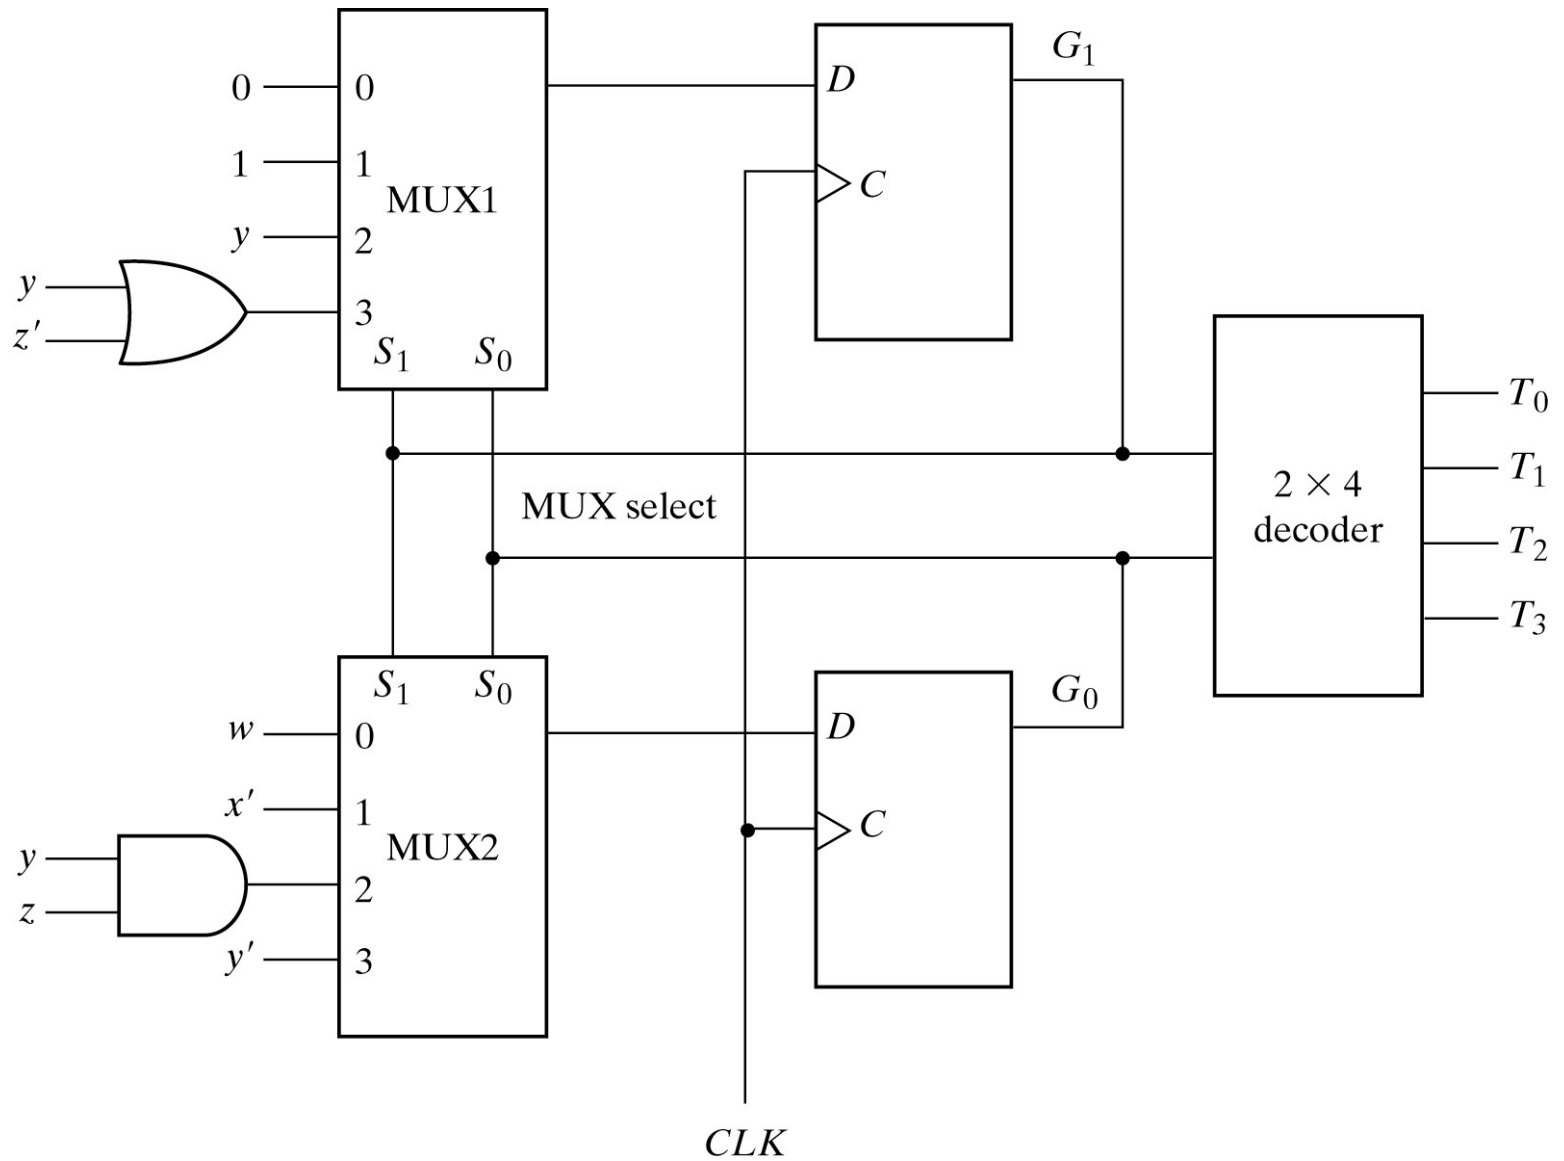 G₁
0
0
D
1
1
MUX1
C
y
2
y
3
z′
S₁
S₀
T₀
T₁
2 × 4
MUX select
decoder
T₂
T₃
S₁
S₀
G₀
w
0
D
x′
1
C
MUX2
y
2
z
y′
3
CLK